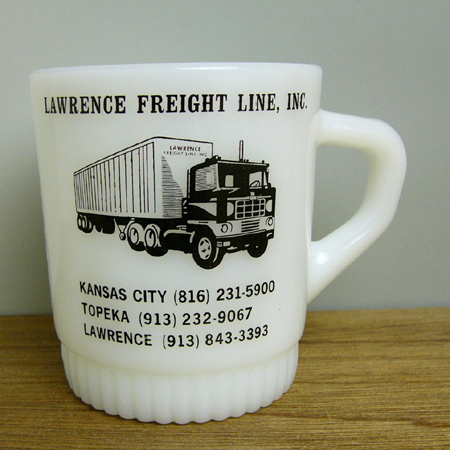 LAWRENCE FREIGHT LINE, INC.
LAWRENCE
FREIGHT LINE INC.
KANSAS CITY (816) 231-5900
TOPEKA (913) 232-9067
LAWRENCE (913) 843-3393